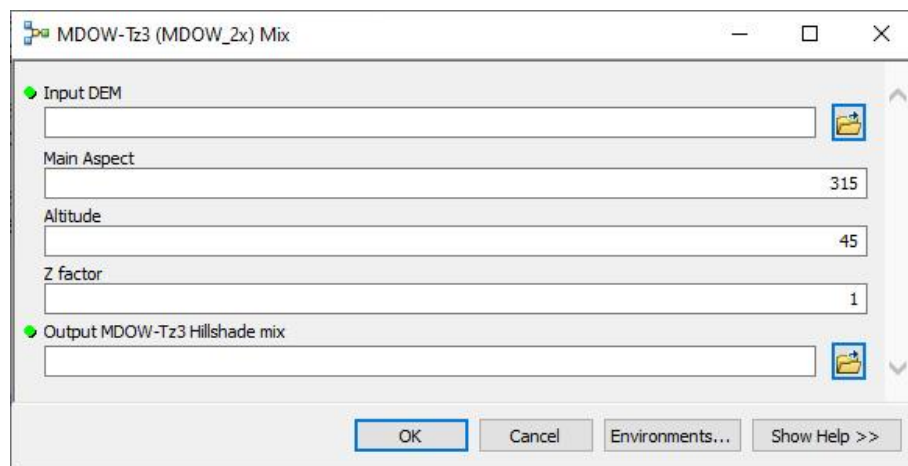 MDOW-Tz3 (MDOW_2x) Mix
Input DEM
Main Aspect
315
Altitude
45
Z factor
1
Output MDOW-Tz3 Hillshade mix
OK Cancel Environments... Show Help >>